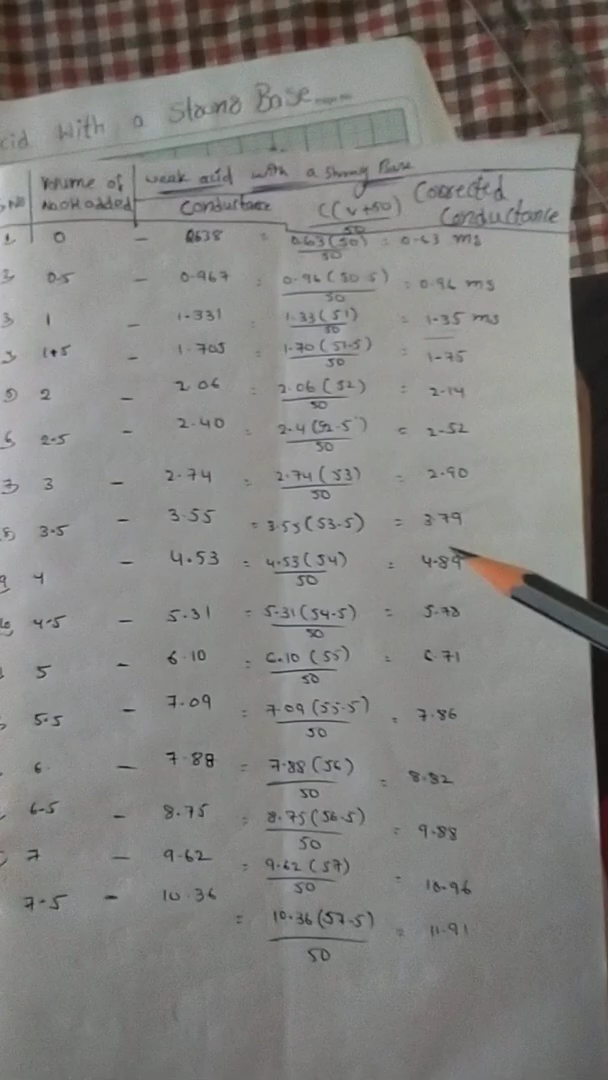 cid With a Strong Base
Volume of weak acid with a strong Base
NaOH added Conductance C(V+50)/50 Corrected Conductance
1 0 - 0.638 = 0.63(50)/50 = 0.63 ms
0.5 - 0.967 = 0.96(50.5)/50 = 0.96 ms
3 1 - 1.331 = 1.33(51)/50 = 1.35 ms
1.5 - 1.705 = 1.70(51.5)/50 = 1.75
5 2 - 2.06 = 2.06(52)/50 = 2.14
6 2.5 - 2.40 = 2.4(52.5)/50 = 2.52
7 3 - 2.74 = 2.74(53)/50 = 2.90
8 3.5 - 3.55 = 3.55(53.5) = 3.79
9 4 - 4.53 = 4.53(54)/50 = 4.89
10 4.5 - 5.31 = 5.31(54.5)/50 = 5.78
5 - 6.10 = 6.10(55)/50 = 6.71
5.5 - 7.09 = 7.09(55.5)/50 = 7.86
6 - 7.88 = 7.88(56)/50 = 8.82
6.5 - 8.75 = 8.75(56.5)/50 = 9.88
7 - 9.62 = 9.62(57)/50 = 10.96
7.5 - 10.36 = 10.36(57.5)/50 = 11.91